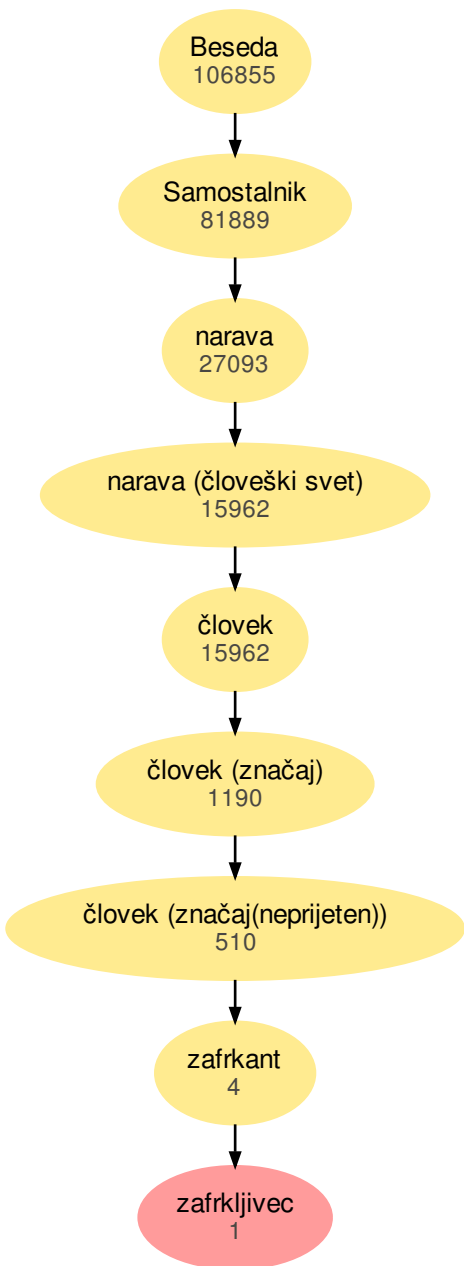 Beseda
106855
Samostalnik
81889
narava
27093
narava (človeški svet)
15962
človek
15962
človek (značaj)
1190
človek (značaj(neprijeten))
510
zafrkant
4
zafrkljivec
1